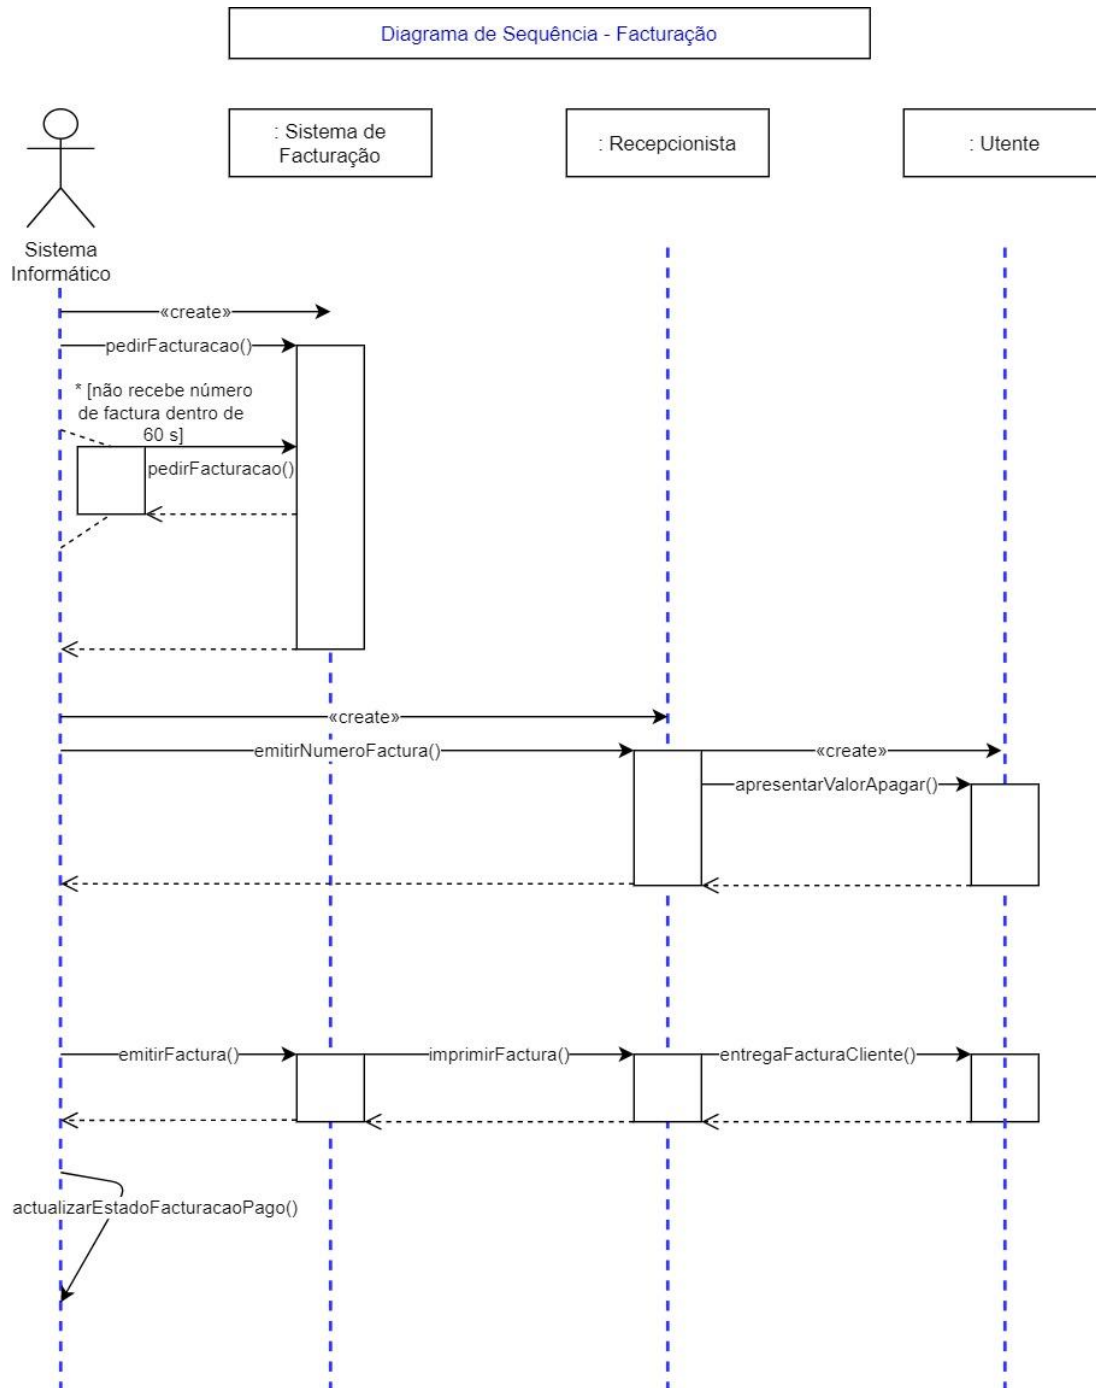 Diagrama de Sequência - Facturação
: Sistema de
Facturação
: Recepcionista
: Utente
Sistema
Informático
«create»
pedirFacturacao()
* [não recebe número
de factura dentro de
60 s]
pedirFacturacao()
«create»
emitirNumeroFactura()
«create»
apresentarValorApagar()
emitirFactura()
imprimirFactura()
entregaFacturaCliente()
actualizarEstadoFacturacaoPago()